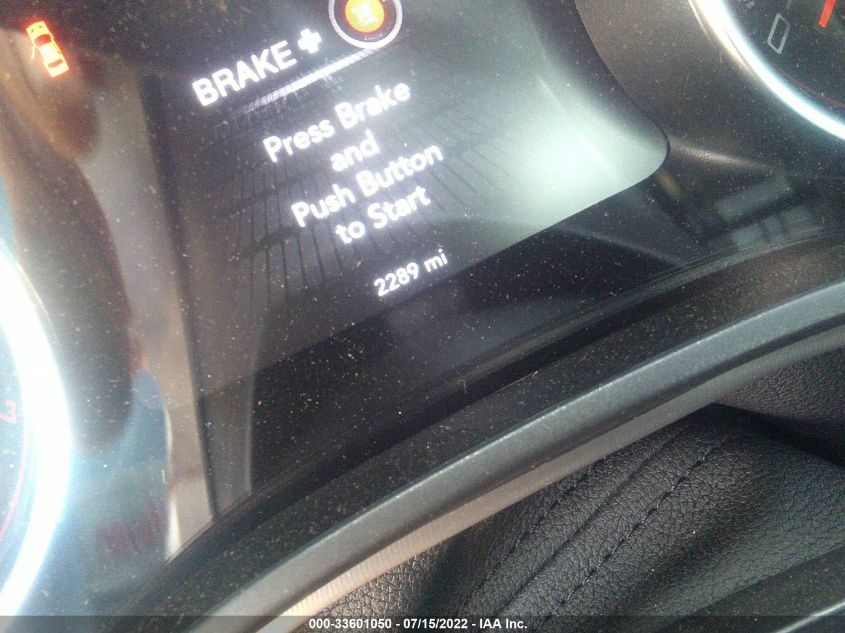 BRAKE +
Press Brake
and
Push Button
to Start
2289 mi
000-33601050 - 07/15/2022 - IAA Inc.